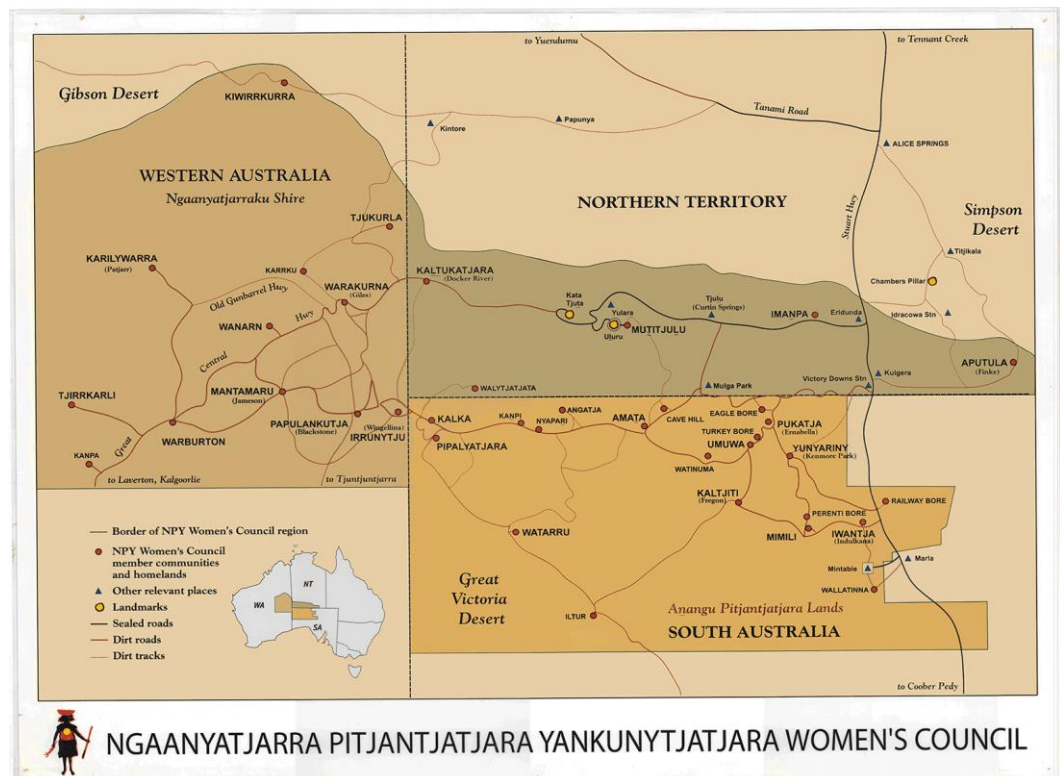 to Yuendumu
to Tennant Creek
Gibson Desert
KIWIRRKURRA
Tanami Road
Kintore
Papunya
ALICE SPRINGS
Stuart Hwy
WESTERN AUSTRALIA
Ngaanyatjarraku Shire
NORTHERN TERRITORY
Simpson
Desert
TJUKURLA
Titjikala
KARILYWARRA
(Patjarr)
KARRKU
KALTUKATJARA
(Docker River)
Chambers Pillar
Old Gunbarrel Hwy
WARAKURNA
(Giles)
Kata
Tjuta
Yulara
Tjulu
(Curtin Springs)
IMANPA
Erldunda
Idracowa Stn
WANARN
Uluru
MUTITJULU
Great Central Hwy
APUTULA
(Finke)
Kulgera
Victory Downs Stn
Mulga Park
WALYTJATJATA
TJIRRKARLI
MANTAMARU
(Jameson)
PAPULANKUTJA
(Blackstone)
(Wingellina)
IRRUNYTJU
WARBURTON
KANPA
to Laverton, Kalgoorlie
to Tjuntjuntjarra
KALKA
PIPALYATJARA
KANPI
NYAPARI
ANGATJA
AMATA
CAVE HILL
EAGLE BORE
PUKATJA
(Ernabella)
TURKEY BORE
UMUWA
YUNYARINY
(Kenmore Park)
WATINUMA
KALTJITI
(Fregon)
RAILWAY BORE
PERENTI BORE
MIMILI
IWANTJA
(Indulkana)
WATARRU
Mintabie
Marla
WALLATINNA
Great
Victoria
Desert
ILTUR
Anangu Pitjantjatjara Lands
SOUTH AUSTRALIA
to Coober Pedy
Border of NPY Women's Council region
NPY Women's Council
member communities
and homelands
Other relevant places
Landmarks
Sealed roads
Dirt roads
Dirt tracks
WA
NT
SA
NGAANYATJARRA PITJANTJATJARA YANKUNYTJATJARA WOMEN'S COUNCIL